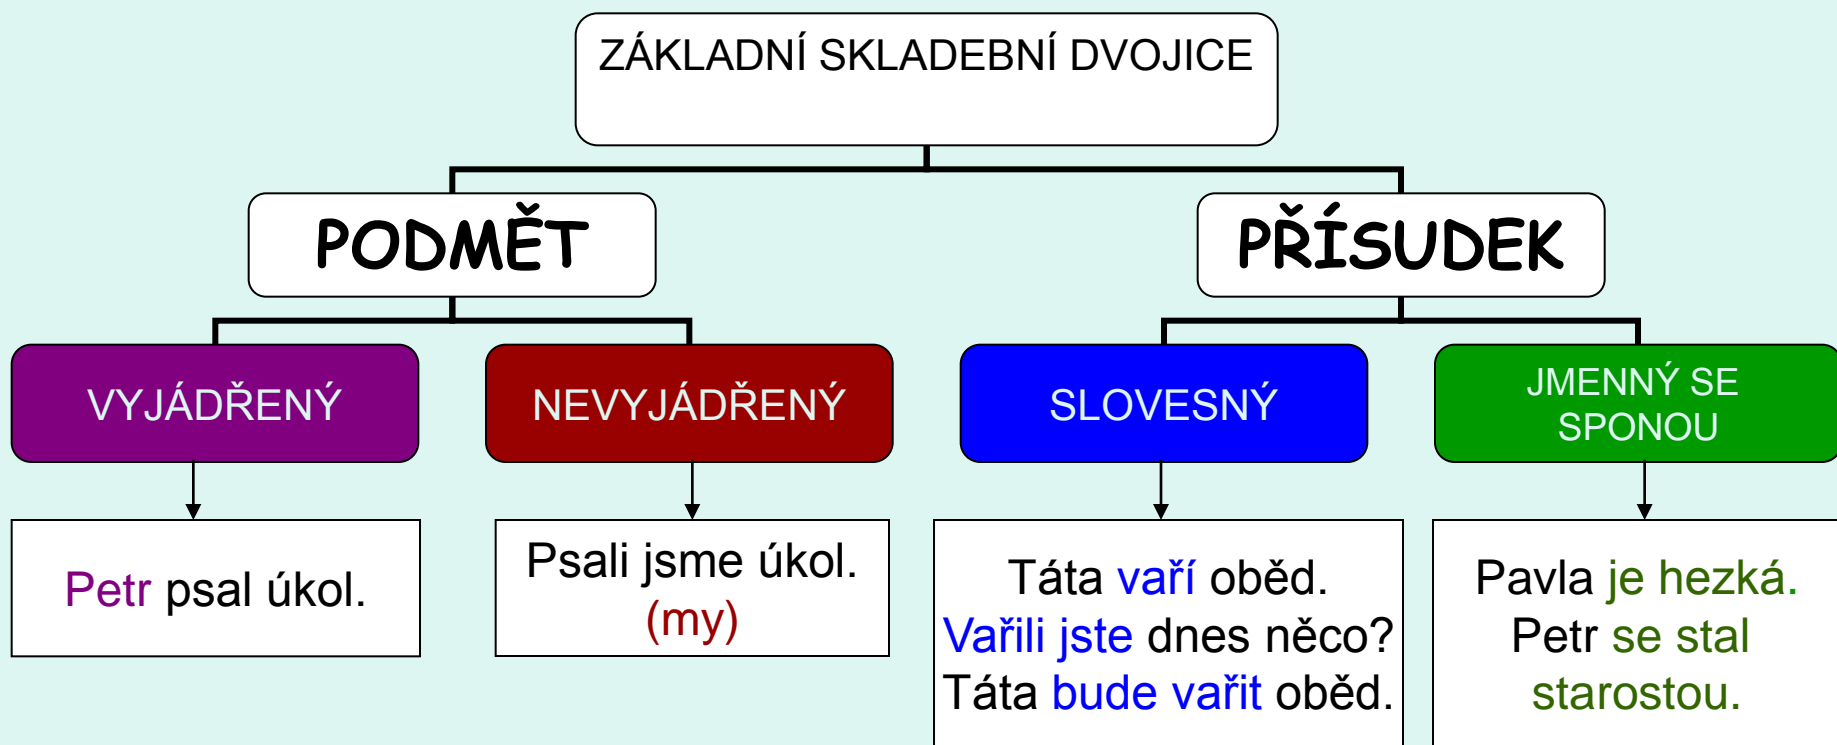 ZÁKLADNÍ SKLADEBNÍ DVOJICE
PODMĚT
PŘÍSUDEK
VYJÁDŘENÝ
NEVYJÁDŘENÝ
SLOVESNÝ
JMENNÝ SE
SPONOU
Petr psal úkol.
Psali jsme úkol.
(my)
Táta vaří oběd.
Vařili jste dnes něco?
Táta bude vařit oběd.
Pavla je hezká.
Petr se stal
starostou.